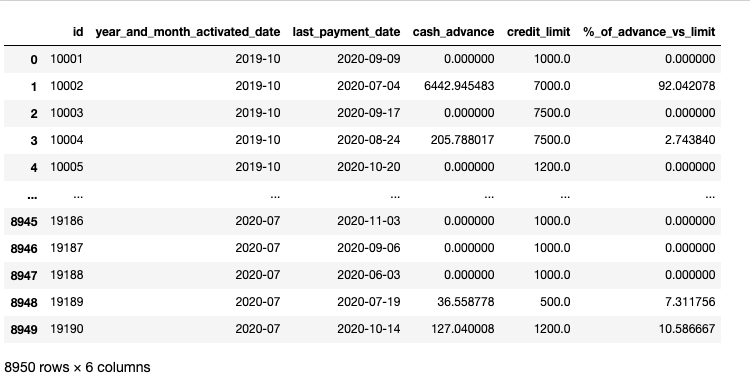 id year_and_month_activated_date last_payment_date cash_advance credit_limit %_of_advance_vs_limit
0 10001 2019-10 2020-09-09 0.000000 1000.0 0.000000
1 10002 2019-10 2020-07-04 6442.945483 7000.0 92.042078
2 10003 2019-10 2020-09-17 0.000000 7500.0 0.000000
3 10004 2019-10 2020-08-24 205.788017 7500.0 2.743840
4 10005 2019-10 2020-10-20 0.000000 1200.0 0.000000
... ... ... ... ... ... ...
8945 19186 2020-07 2020-11-03 0.000000 1000.0 0.000000
8946 19187 2020-07 2020-09-06 0.000000 1000.0 0.000000
8947 19188 2020-07 2020-06-03 0.000000 1000.0 0.000000
8948 19189 2020-07 2020-07-19 36.558778 500.0 7.311756
8949 19190 2020-07 2020-10-14 127.040008 1200.0 10.586667
8950 rows × 6 columns